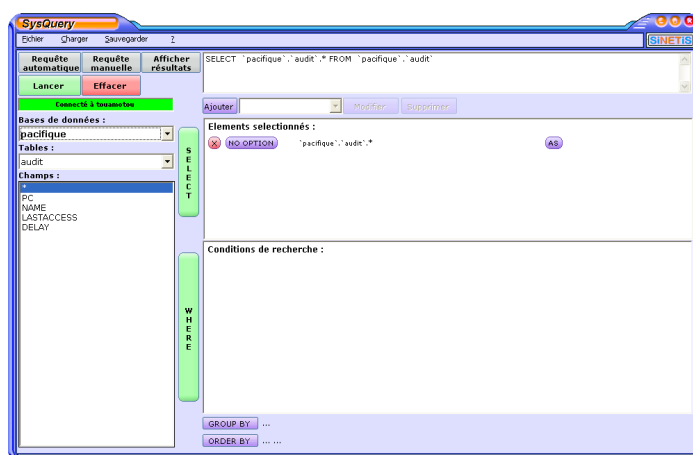 SysQuery
Fichier Charger Sauvegarder ?
SiNETiS
Requête automatique
Requête manuelle
Afficher résultats
Lancer Effacer
Connecté à touamotou
Bases de données :
pacifique
Tables :
audit
Champs :
*
PC
NAME
LASTACCESS
DELAY
SELECT
WHERE
SELECT `pacifique`.`audit`.* FROM `pacifique`.`audit`
Ajouter Modifier Supprimer
Elements selectionnés :
X NO OPTION `pacifique`.`audit`.* AS
Conditions de recherche :
GROUP BY ...
ORDER BY ... ...